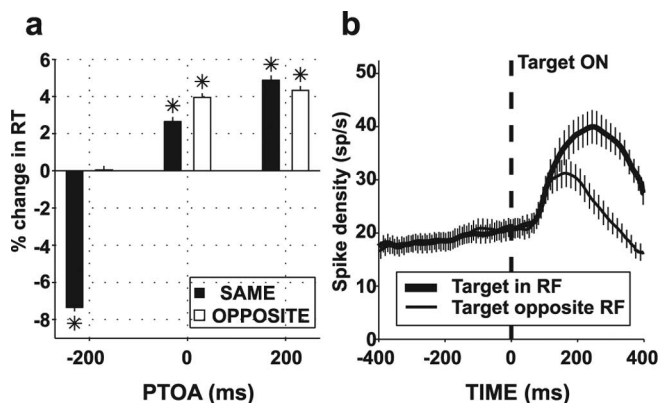 a
% change in RT
6
4
2
0
-2
-4
-6
-8
* * * * *
SAME
OPPOSITE
-200 0 200
PTOA (ms)
b
Spike density (sp/s)
50
40
30
20
10
0
Target ON
Target in RF
Target opposite RF
-400 -200 0 200 400
TIME (ms)